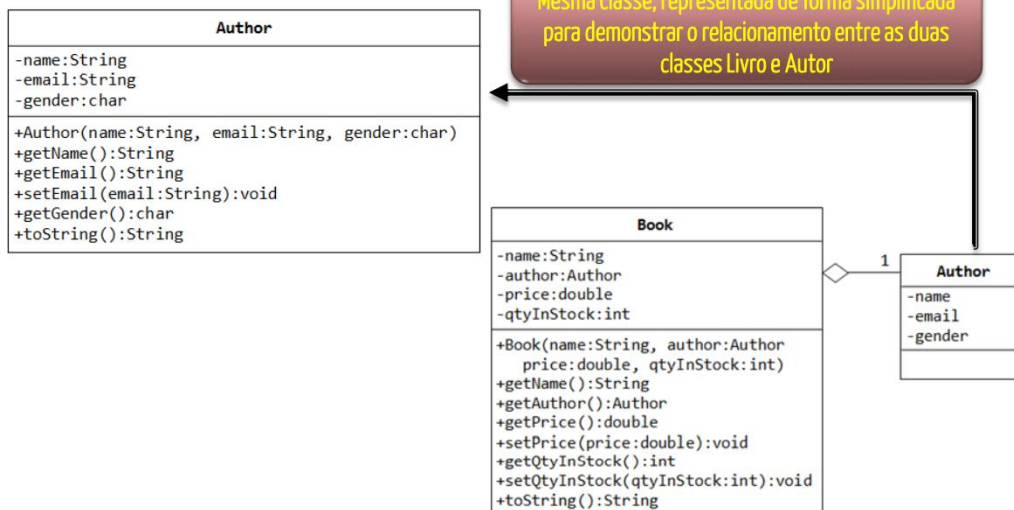 Mesma classe, representada de forma simplificada
para demonstrar o relacionamento entre as duas
classes Livro e Autor
Author
-name:String
-email:String
-gender:char
+Author(name:String, email:String, gender:char)
+getName():String
+getEmail():String
+setEmail(email:String):void
+getGender():char
+toString():String
Book
-name:String
-author:Author
-price:double
-qtyInStock:int
+Book(name:String, author:Author
price:double, qtyInStock:int)
+getName():String
+getAuthor():Author
+getPrice():double
+setPrice(price:double):void
+getQtyInStock():int
+setQtyInStock(qtyInStock:int):void
+toString():String
1
Author
-name
-email
-gender